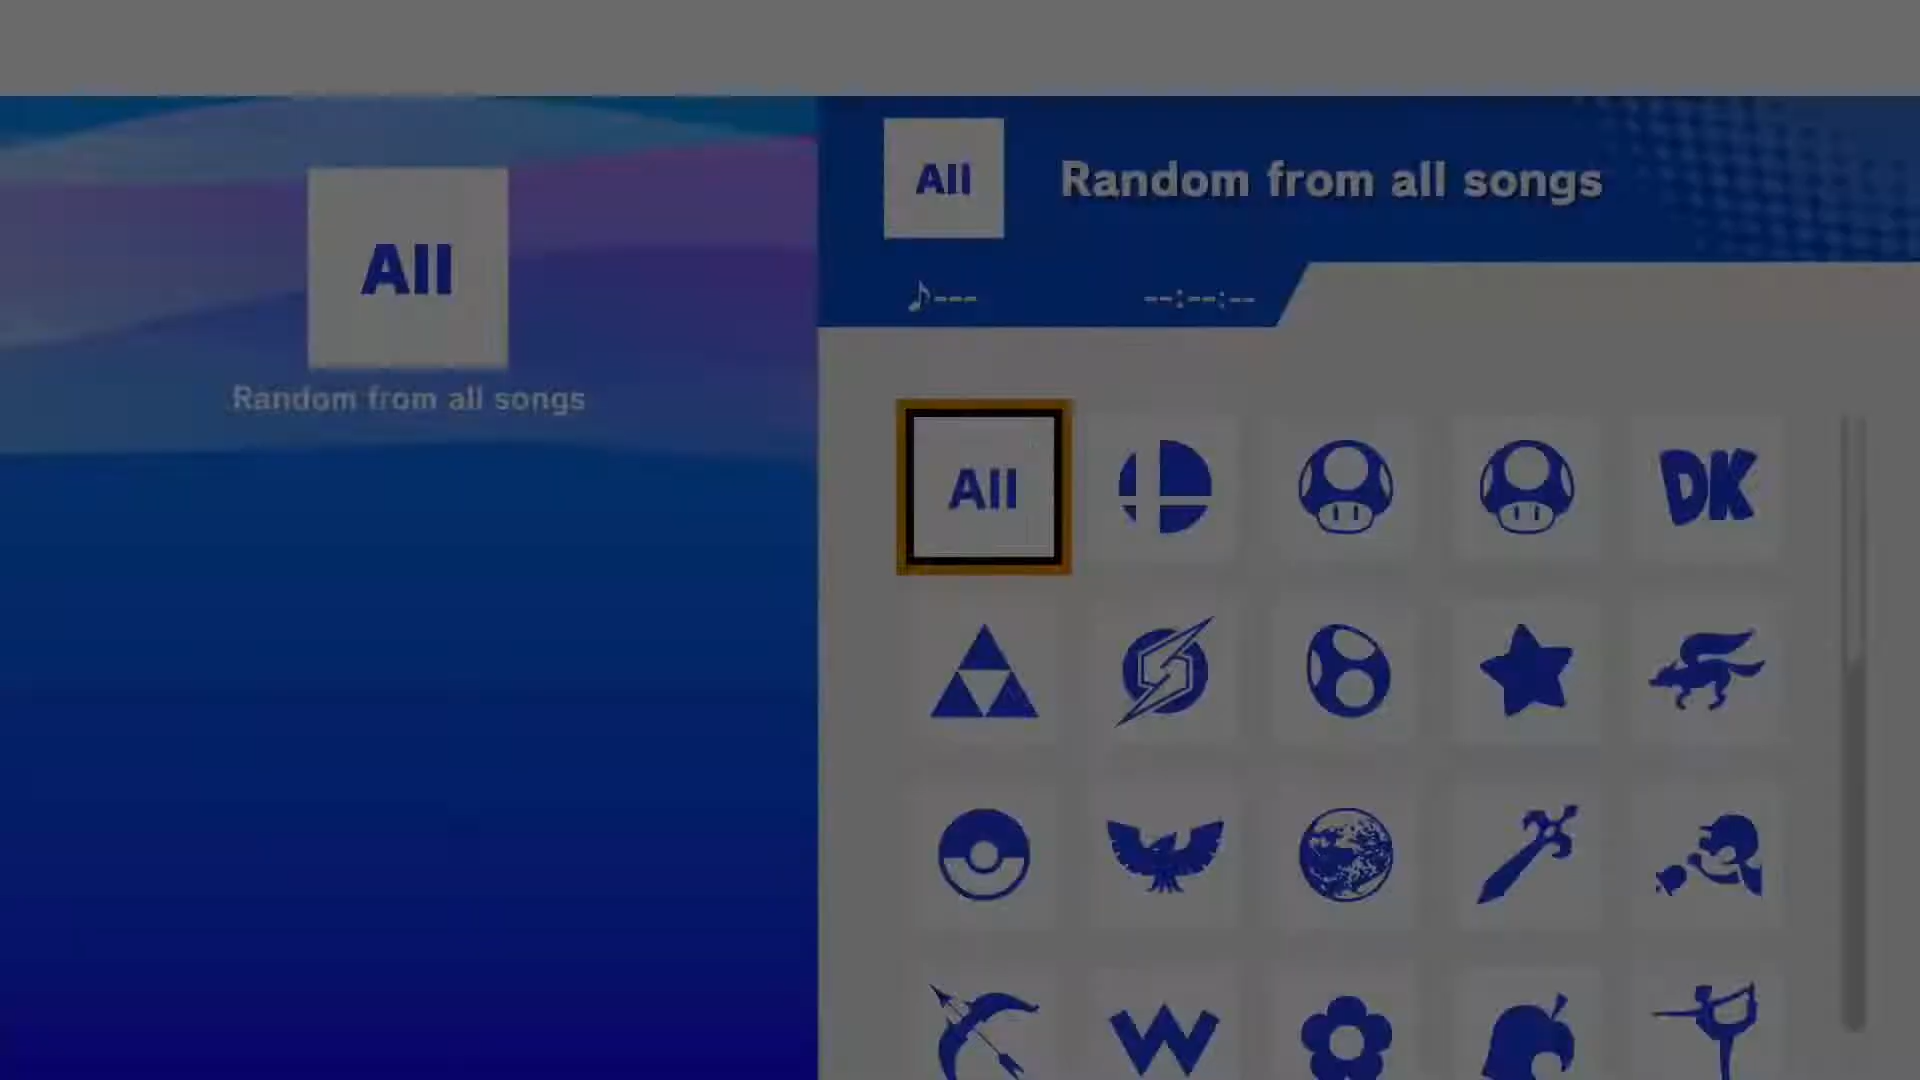 All
Random from all songs
All
Random from all songs
♪---
--:--:--
All
DK
W